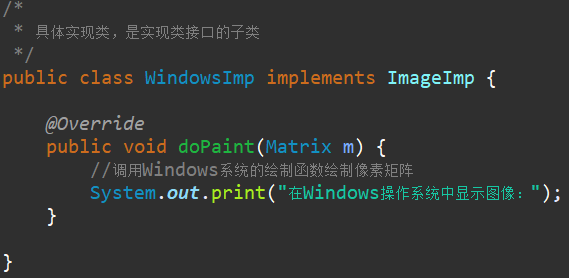 /*
 * 具体实现类，是实现类接口的子类
 */
public class WindowsImp implements ImageImp {
    @Override
    public void doPaint(Matrix m) {
        //调用Windows系统的绘制函数绘制像素矩阵
        System.out.print("在Windows操作系统中显示图像：");
    }
}